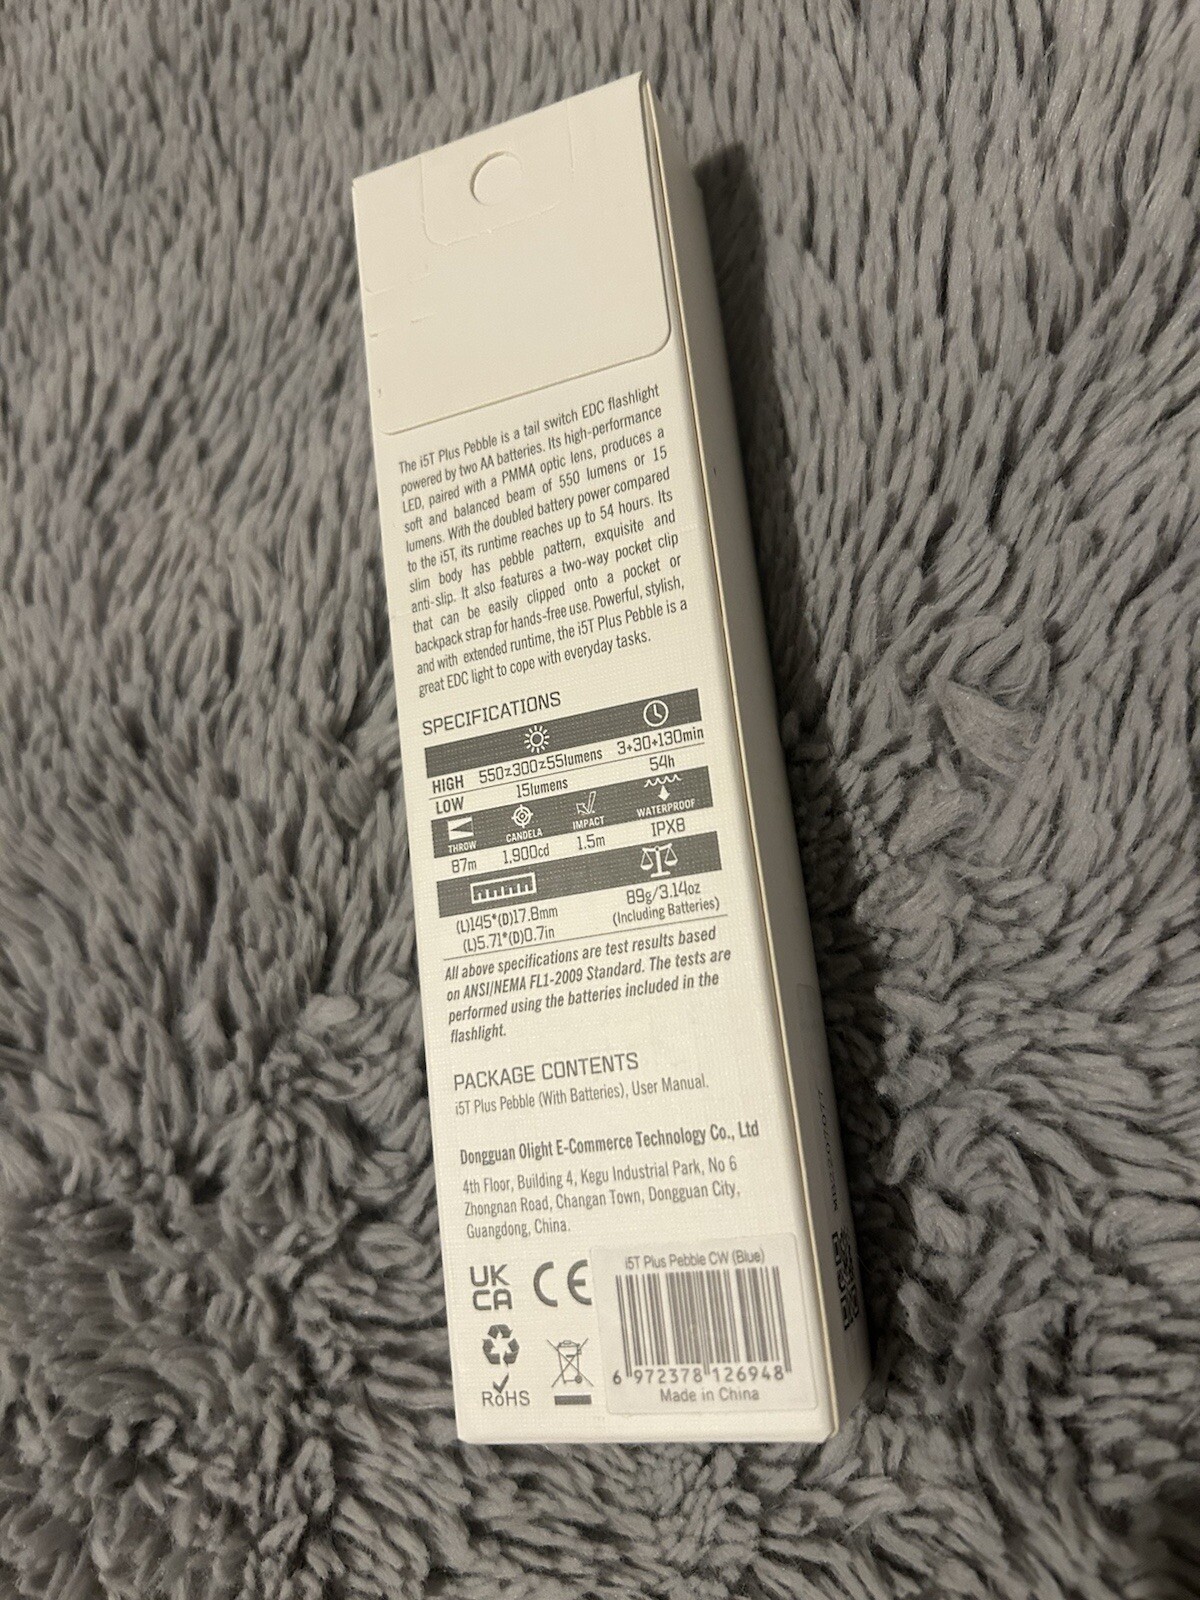 The i5T Plus Pebble is a tail switch EDC flashlight
powered by two AA batteries. Its high-performance
LED, paired with a PMMA optic lens, produces a
soft and balanced beam of 550 lumens or 15
lumens. With the doubled battery power compared
to the i5T, its runtime reaches up to 54 hours. Its
slim body has pebble pattern, exquisite and
anti-slip. It also features a two-way pocket clip
that can be easily clipped onto a pocket or
backpack strap for hands-free use. Powerful, stylish,
and with extended runtime, the i5T Plus Pebble is a
great EDC light to cope with everyday tasks.
SPECIFICATIONS
HIGH 550z300z55lumens 3+30+130min
LOW 15lumens 54h
THROW CANDELA IMPACT WATERPROOF
87m 1,900cd 1.5m IPX8
(L)145*(D)17.8mm 89g/3.14oz
(L)5.71*(D)0.7in (Including Batteries)
All above specifications are test results based
on ANSI/NEMA FL1-2009 Standard. The tests are
performed using the batteries included in the
flashlight.
PACKAGE CONTENTS
i5T Plus Pebble (With Batteries), User Manual.
Dongguan Olight E-Commerce Technology Co., Ltd
4th Floor, Building 4, Kegu Industrial Park, No 6
Zhongnan Road, Changan Town, Dongguan City,
Guangdong, China.
UK
CA CE
RoHS
i5T Plus Pebble CW (Blue)
6 972378 126948
Made in China